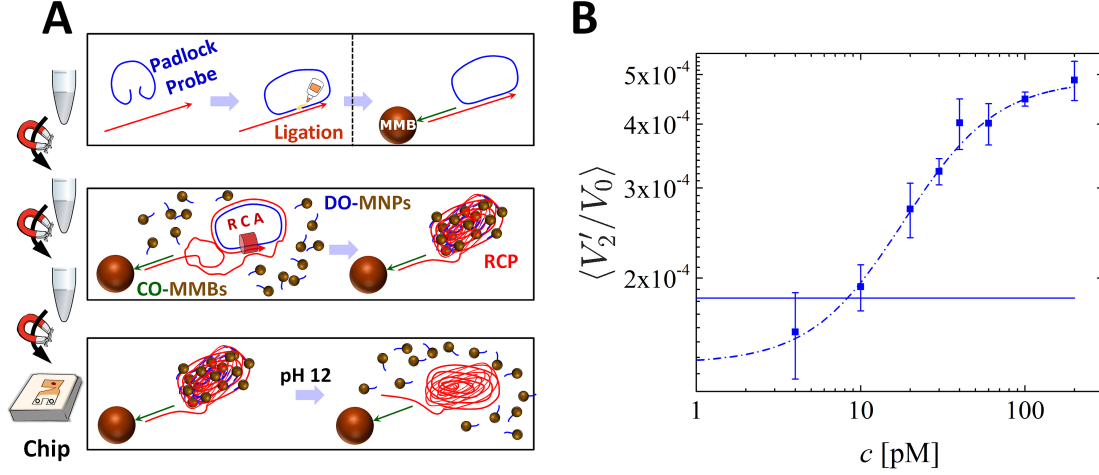 A
Padlock
Probe
Ligation
MMB
DO-MNPs
R C A
RCP
CO-MMBs
pH 12
Chip
B
⟨V₂′/V₀⟩
5x10⁻⁴
4x10⁻⁴
3x10⁻⁴
2x10⁻⁴
1
10
100
c [pM]